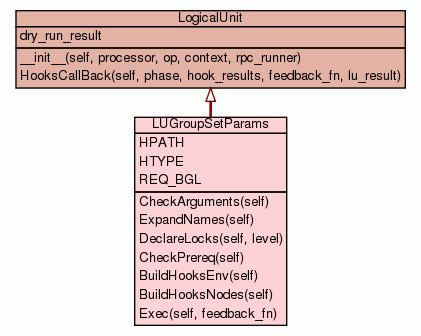 LogicalUnit
dry_run_result
__init__(self, processor, op, context, rpc_runner)
HooksCallBack(self, phase, hook_results, feedback_fn, lu_result)
LUGroupSetParams
HPATH
HTYPE
REQ_BGL
CheckArguments(self)
ExpandNames(self)
DeclareLocks(self, level)
CheckPrereq(self)
BuildHooksEnv(self)
BuildHooksNodes(self)
Exec(self, feedback_fn)